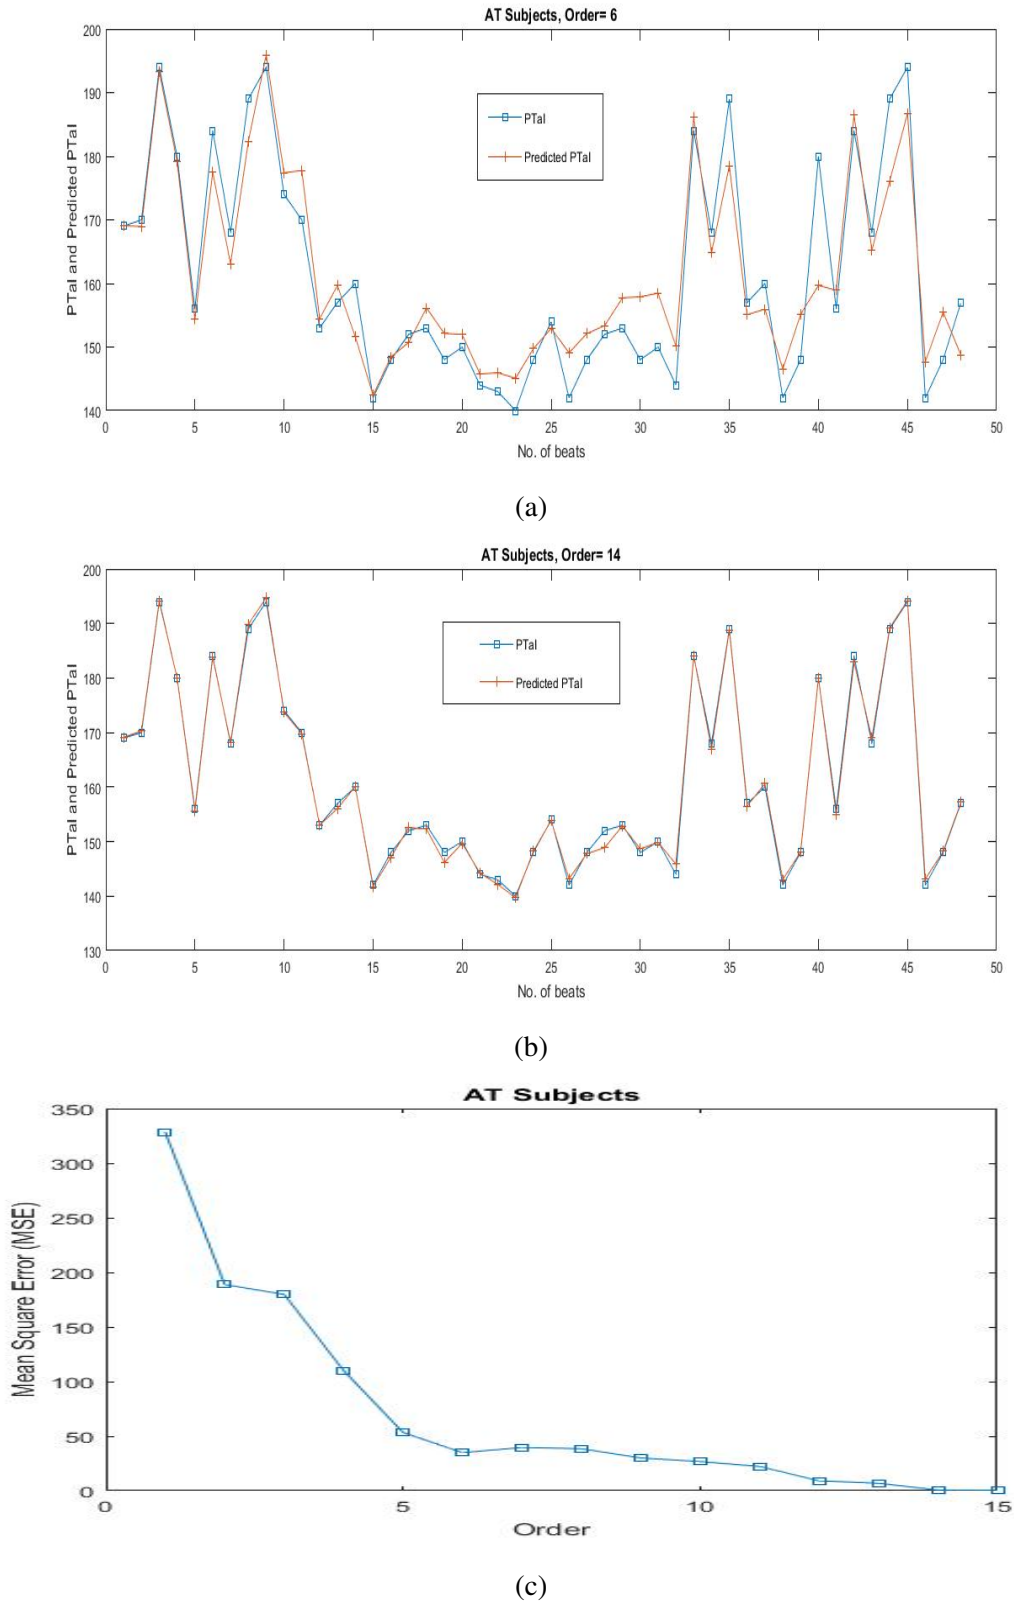 AT Subjects, Order= 6
200
190
180
170
160
150
140
PTaI and Predicted PTaI
PTaI
Predicted PTaI
0 5 10 15 20 25 30 35 40 45 50
No. of beats
(a)
AT Subjects, Order= 14
200
190
180
170
160
150
140
130
PTaI and Predicted PTaI
PTaI
Predicted PTaI
0 5 10 15 20 25 30 35 40 45 50
No. of beats
(b)
AT Subjects
350
300
250
200
150
100
50
0
Mean Square Error (MSE)
0 5 10 15
Order
(c)